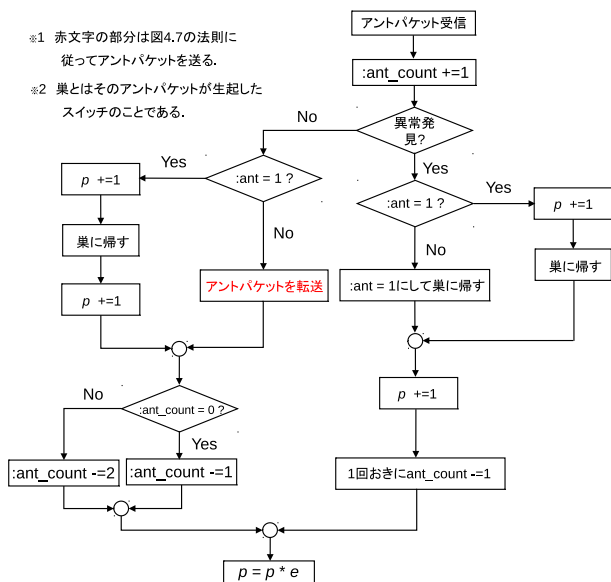 ※1 赤文字の部分は図4.7の法則に
従ってアントパケットを送る.
※2 巣とはそのアントパケットが生起した
スイッチのことである.
アントパケット受信
:ant_count +=1
異常発
見?
No
Yes
:ant = 1 ?
Yes
No
p +=1
巣に帰す
p +=1
アントパケットを転送
:ant = 1 ?
Yes
No
p +=1
巣に帰す
:ant = 1にして巣に帰す
p +=1
1回おきにant_count -=1
:ant_count = 0 ?
No
Yes
:ant_count -=2
:ant_count -=1
p = p * e